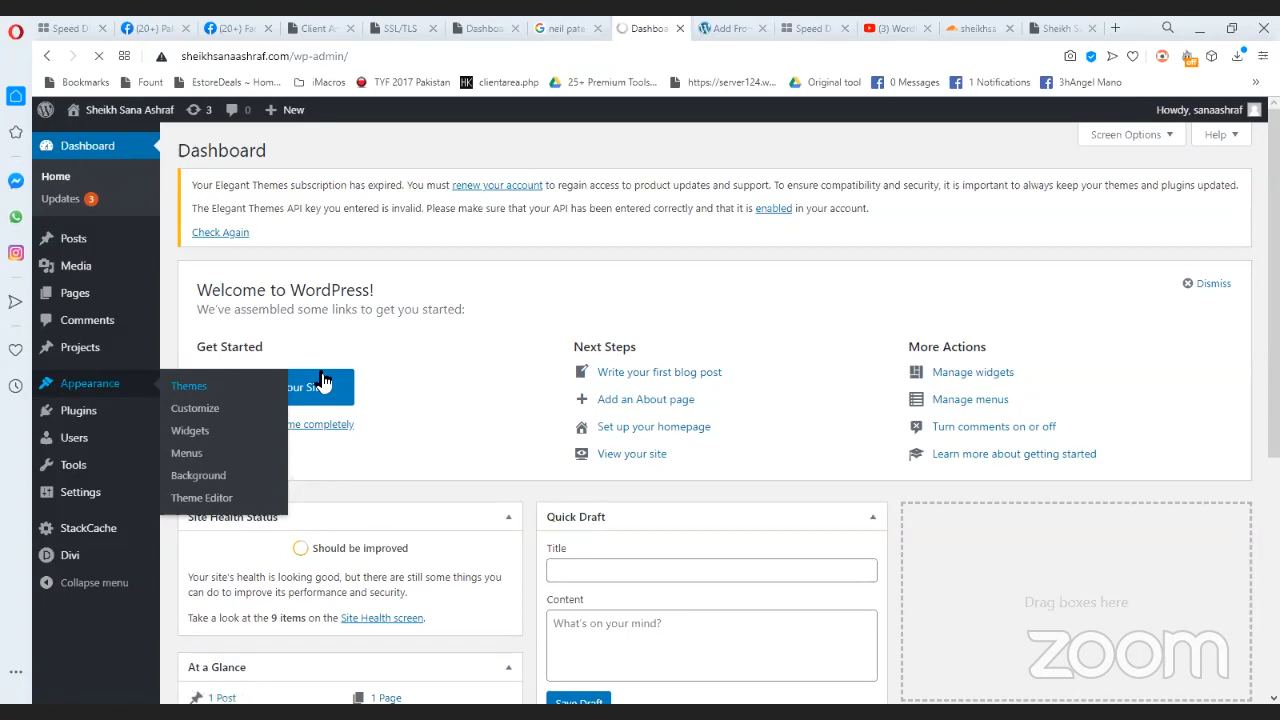 Speed D
(20+) Fa
(20+) Fa
Client A
SSL/TLS
Dashboa
neil pate
Dashboa
Add Fro
Speed D
(3) Word
sheikhsa
Sheikh S
sheikhsanaashraf.com/wp-admin/
off
Bookmarks
Fount
EstoreDeals ~ Hom...
iMacros
TYF 2017 Pakistan
HK
clientarea.php
25+ Premium Tools...
https://server124.w...
Original tool
0 Messages
1 Notifications
3hAngel Mano
»
Sheikh Sana Ashraf
3
0
New
Howdy, sanaashraf
Dashboard
Home
Updates 3
Posts
Media
Pages
Comments
Projects
Appearance
Plugins
Users
Tools
Settings
StackCache
Divi
Collapse menu
Themes
Customize
Widgets
Menus
Background
Theme Editor
Dashboard
Screen Options
Help
Your Elegant Themes subscription has expired. You must renew your account to regain access to product updates and support. To ensure compatibility and security, it is important to always keep your themes and plugins updated.
The Elegant Themes API key you entered is invalid. Please make sure that your API has been entered correctly and that it is enabled in your account.
Check Again
Welcome to WordPress!
We've assembled some links to get you started:
Dismiss
Get Started
our Si
me completely
Next Steps
Write your first blog post
Add an About page
Set up your homepage
View your site
More Actions
Manage widgets
Manage menus
Turn comments on or off
Learn more about getting started
Site Health Status
Should be improved
Your site's health is looking good, but there are still some things you
can do to improve its performance and security.
Take a look at the 9 items on the Site Health screen.
At a Glance
1 Post
1 Page
Quick Draft
Title
Content
What's on your mind?
Save Draft
Drag boxes here
zoom